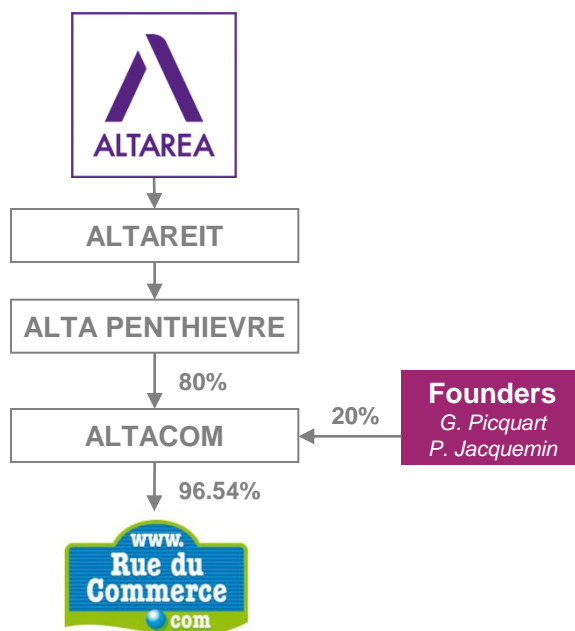 ALTAREA
ALTAREIT
ALTA PENTHIEVRE
80%
ALTACOM
20%
Founders
G. Picquart
P. Jacquemin
96.54%
www.
Rue du
Commerce
com